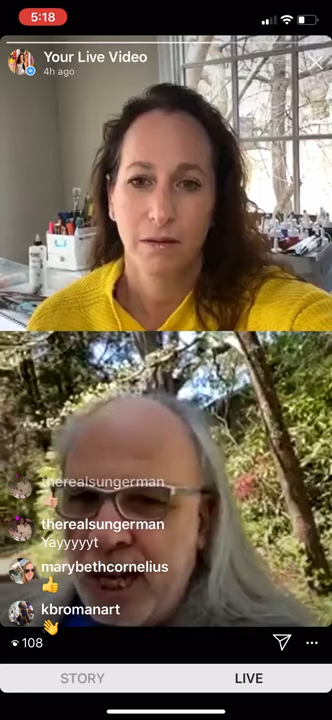 5:18
Your Live Video
4h ago
therealsungerman
therealsungerman
Yayyyyyt
marybethcornelius
👍
kbromanart
👋
108
STORY
LIVE